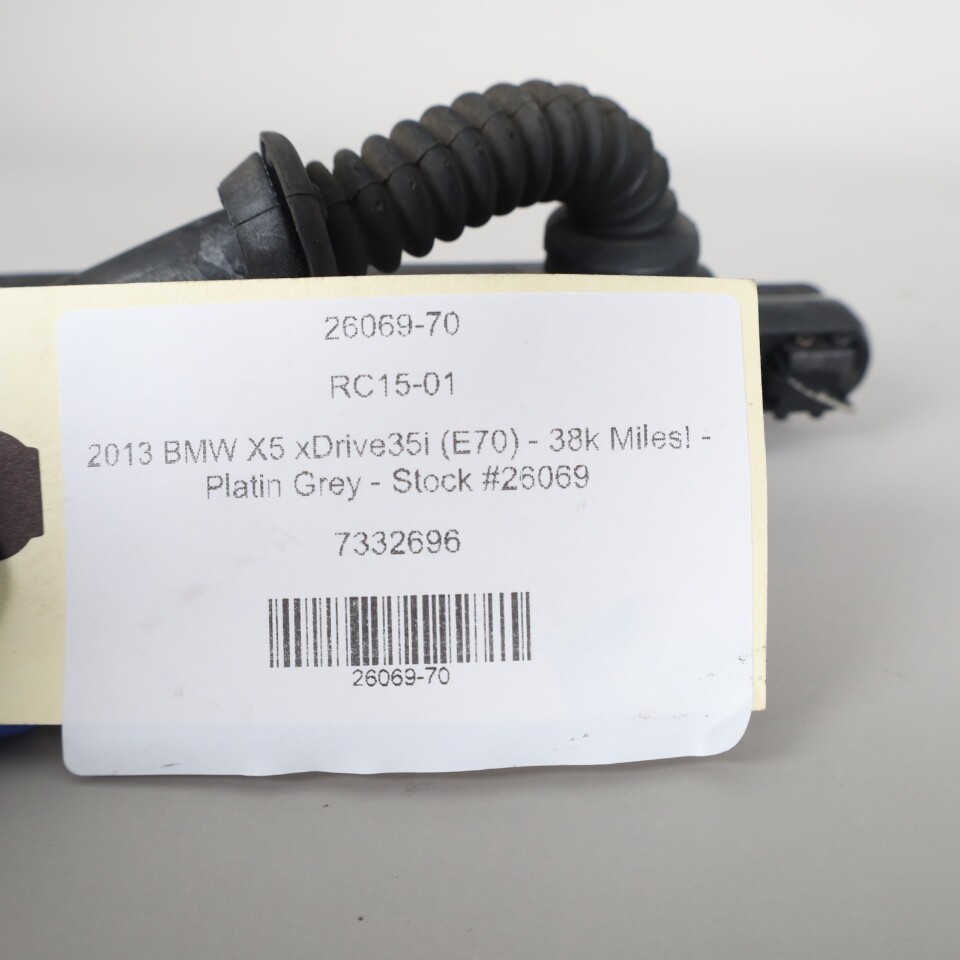 26069-70
RC15-01
2013 BMW X5 xDrive35i (E70) - 38k Miles! -
Platin Grey - Stock #26069
7332696
26069-70